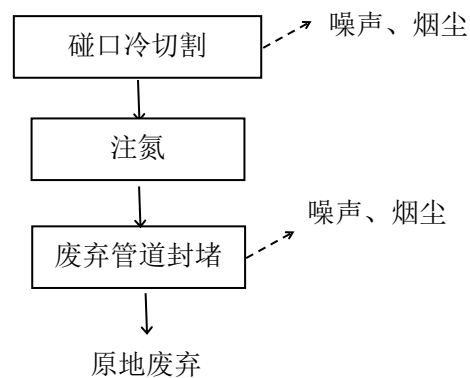 碰口冷切割
噪声、烟尘
注氮
噪声、烟尘
废弃管道封堵
原地废弃